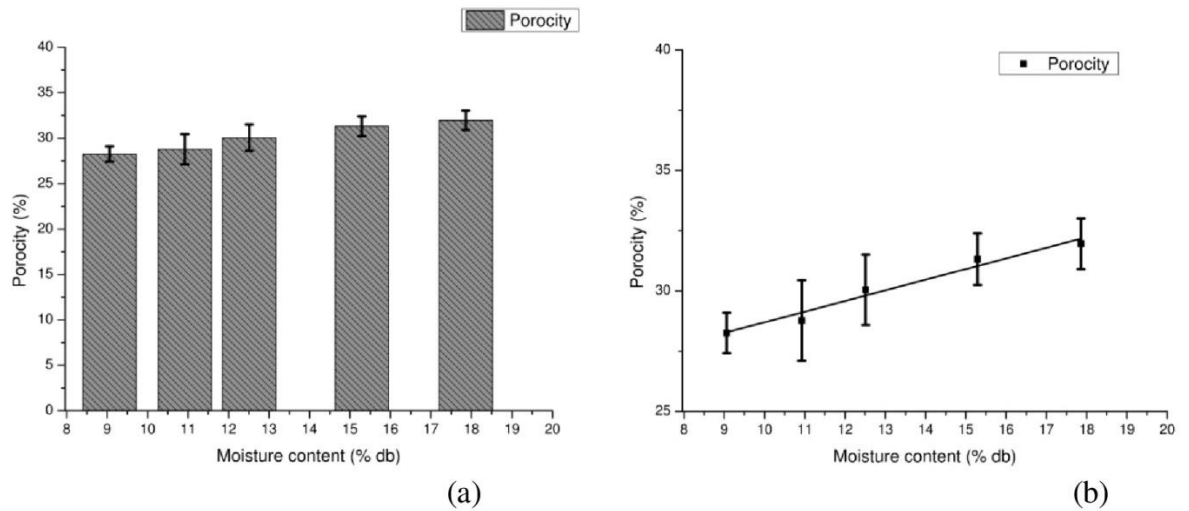 Porocity
40
35
30
25
20
15
10
5
0
Porocity (%)
8 9 10 11 12 13 14 15 16 17 18 19 20
Moisture content (% db)
(a)
Porocity
40
35
30
25
Porocity (%)
8 9 10 11 12 13 14 15 16 17 18 19 20
Moisture content (% db)
(b)